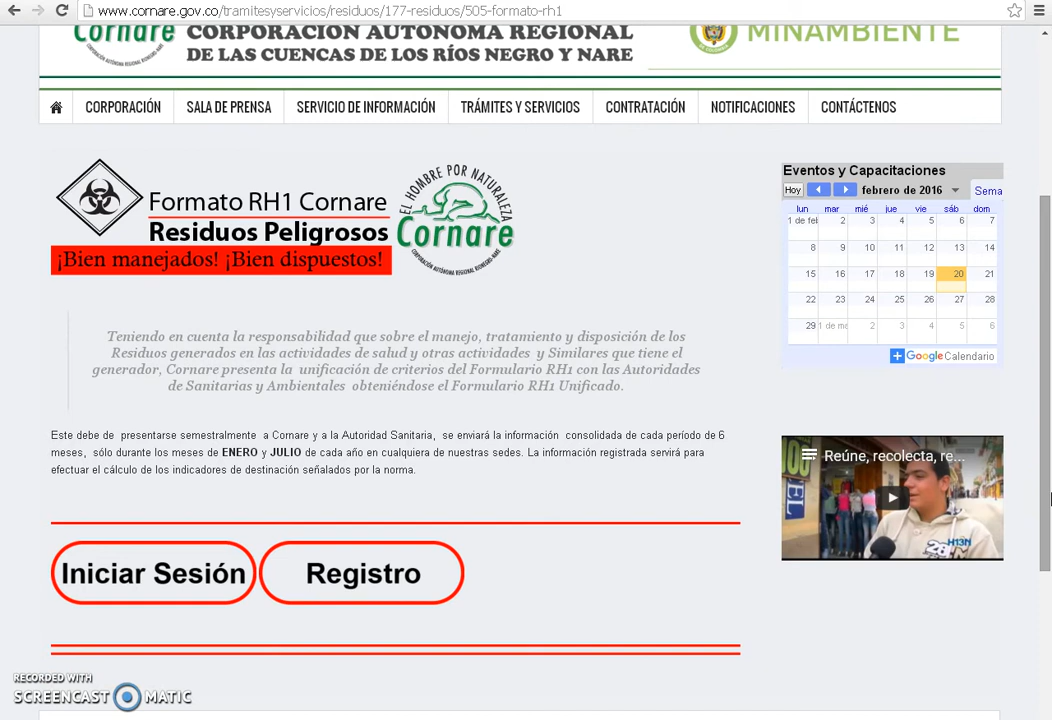 www.cornare.gov.co/tramitesyservicios/residuos/177-residuos/505-formato-rh1
Cornare
CORPORACIÓN AUTÓNOMA REGIONAL
DE LAS CUENCAS DE LOS RÍOS NEGRO Y NARE
MINAMBIENTE
CORPORACIÓN
SALA DE PRENSA
SERVICIO DE INFORMACIÓN
TRÁMITES Y SERVICIOS
CONTRATACIÓN
NOTIFICACIONES
CONTÁCTENOS
Formato RH1 Cornare
Residuos Peligrosos
¡Bien manejados! ¡Bien dispuestos!
EL HOMBRE POR NATURALEZA
Cornare
CORPORACIÓN AUTÓNOMA REGIONAL RIONEGRO-NARE
Teniendo en cuenta la responsabilidad que sobre el manejo, tratamiento y disposición de los
Residuos generados en las actividades de salud y otras actividades y Similares que tiene el
generador, Cornare presenta la unificación de criterios del Formulario RH1 con las Autoridades
de Sanitarias y Ambientales obteniéndose el Formulario RH1 Unificado.
Este debe de presentarse semestralmente a Cornare y a la Autoridad Sanitaria, se enviará la información consolidada de cada período de 6
meses, sólo durante los meses de ENERO y JULIO de cada año en cualquiera de nuestras sedes. La información registrada servirá para
efectuar el cálculo de los indicadores de destinación señalados por la norma.
Iniciar Sesión
Registro
Eventos y Capacitaciones
Hoy febrero de 2016 Sema
lun mar mié jue vie sáb dom
1 de feb 2 3 4 5 6 7
8 9 10 11 12 13 14
15 16 17 18 19 20 21
22 23 24 25 26 27 28
29 1 de ma 2 3 4 5 6
Google Calendario
Reúne, recolecta, re...
EL
H13N
28
RECORDED WITH
SCREENCAST MATIC